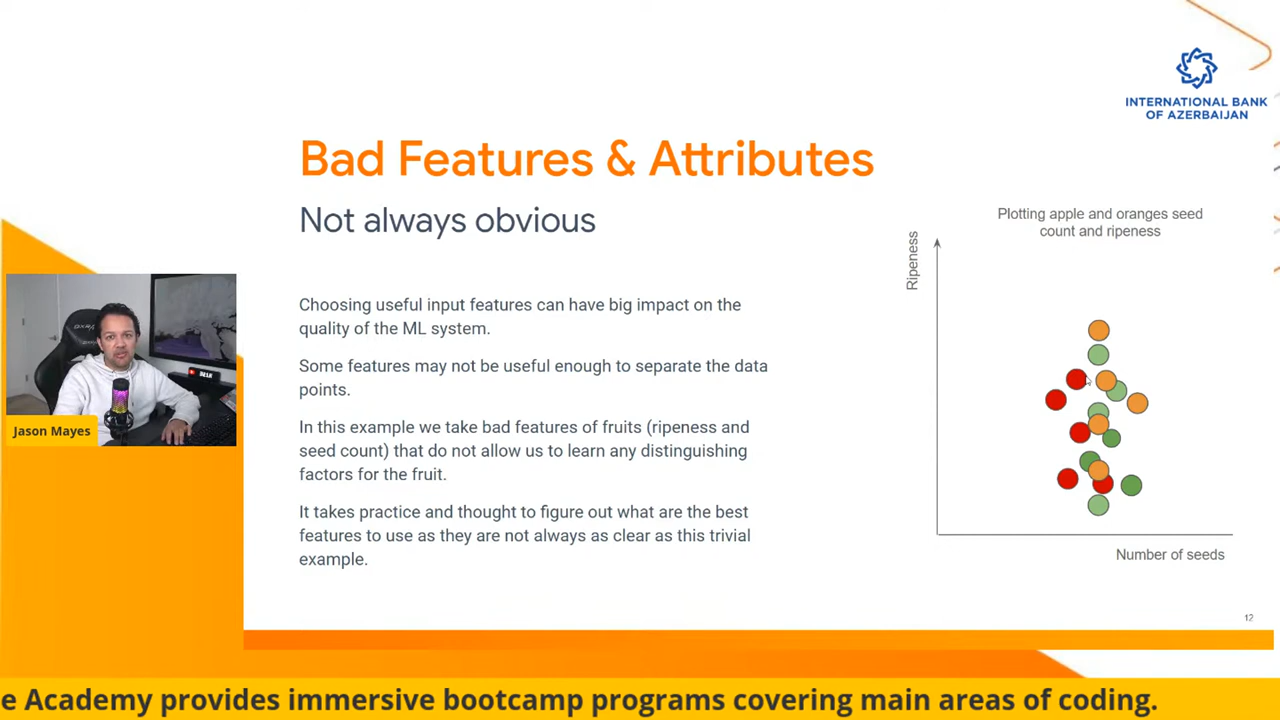 INTERNATIONAL BANK
OF AZERBAIJAN
Bad Features & Attributes
Not always obvious
Choosing useful input features can have big impact on the
quality of the ML system.
Some features may not be useful enough to separate the data
points.
In this example we take bad features of fruits (ripeness and
seed count) that do not allow us to learn any distinguishing
factors for the fruit.
It takes practice and thought to figure out what are the best
features to use as they are not always as clear as this trivial
example.
Plotting apple and oranges seed
count and ripeness
Ripeness
Number of seeds
12
Jason Mayes
e Academy provides immersive bootcamp programs covering main areas of coding.